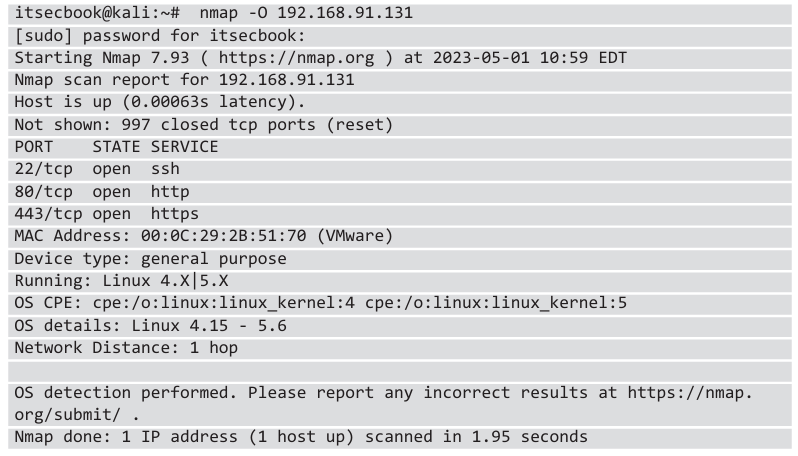 itsecbook@kali:~#  nmap -O 192.168.91.131
[sudo] password for itsecbook:
Starting Nmap 7.93 ( https://nmap.org ) at 2023-05-01 10:59 EDT
Nmap scan report for 192.168.91.131
Host is up (0.00063s latency).
Not shown: 997 closed tcp ports (reset)
PORT    STATE SERVICE
22/tcp  open  ssh
80/tcp  open  http
443/tcp open  https
MAC Address: 00:0C:29:2B:51:70 (VMware)
Device type: general purpose
Running: Linux 4.X|5.X
OS CPE: cpe:/o:linux:linux_kernel:4 cpe:/o:linux:linux_kernel:5
OS details: Linux 4.15 - 5.6
Network Distance: 1 hop

OS detection performed. Please report any incorrect results at https://nmap.
org/submit/ .
Nmap done: 1 IP address (1 host up) scanned in 1.95 seconds